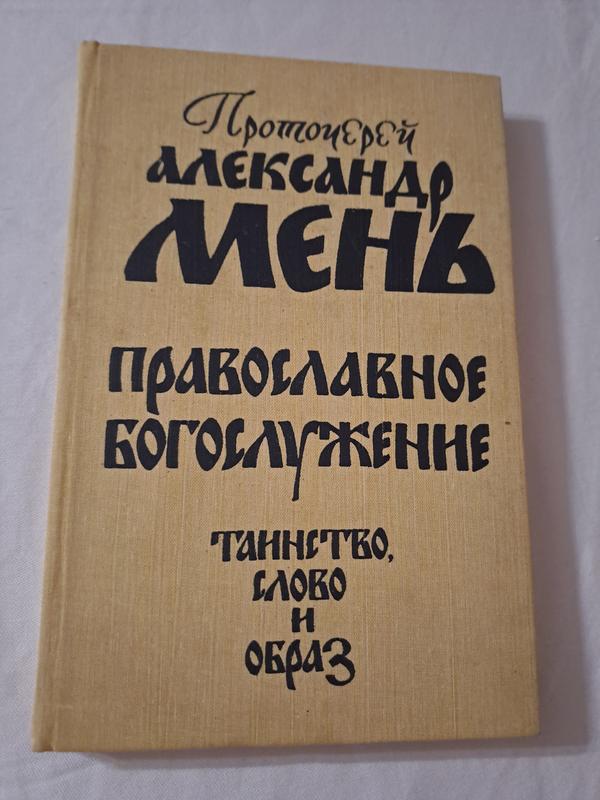 Протоиерей
АЛЕКСАНДР
МЕНЬ
ПРАВОСЛАВНОЕ
БОГОСЛУЖЕНИЕ
ТАИНСТВО,
СЛОВО
И
ОБРАЗ